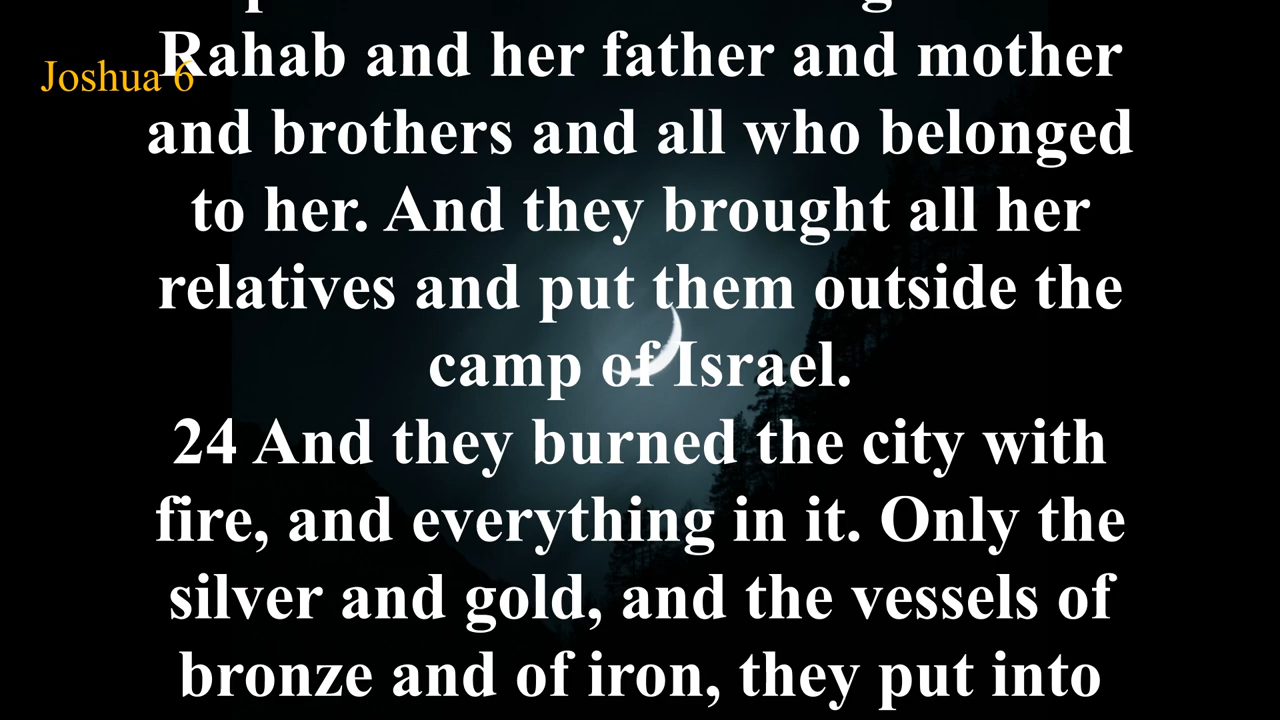 Joshua 6
Rahab and her father and mother
and brothers and all who belonged
to her. And they brought all her
relatives and put them outside the
camp of Israel.
24 And they burned the city with
fire, and everything in it. Only the
silver and gold, and the vessels of
bronze and of iron, they put into